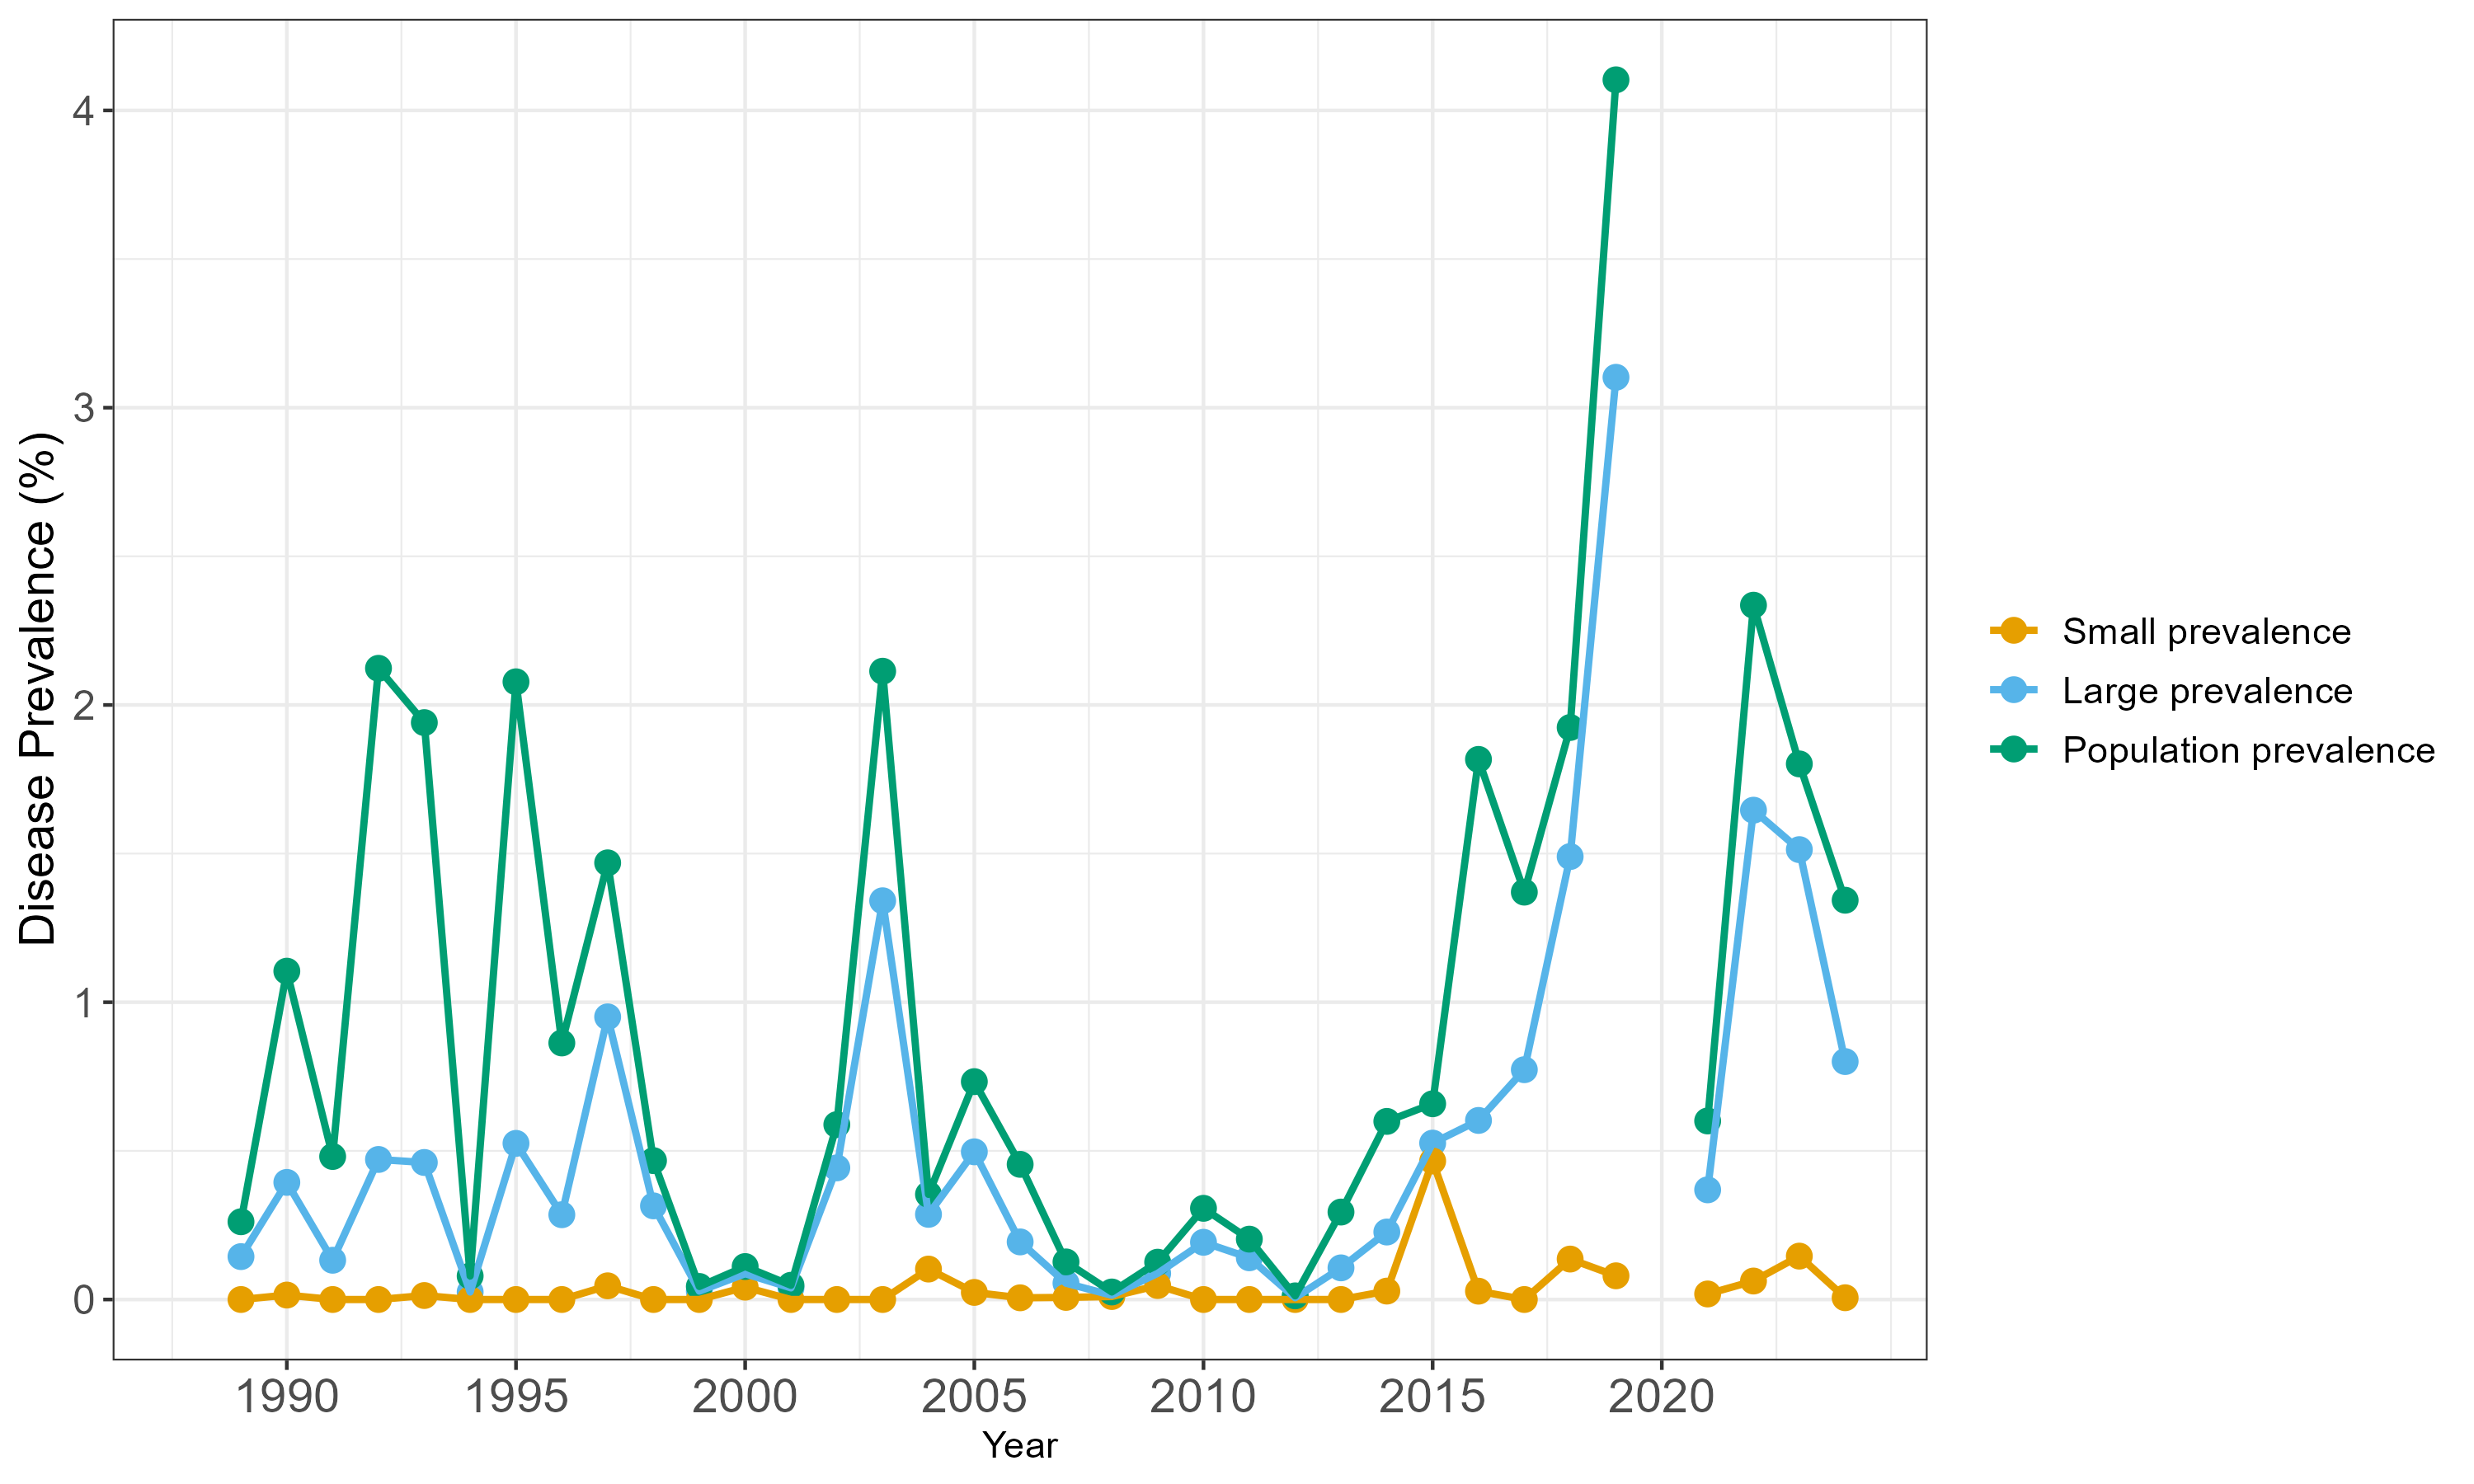 Disease Prevalence (%)
4
3
2
1
0
1990 1995 2000 2005 2010 2015 2020
Year
Small prevalence
Large prevalence
Population prevalence